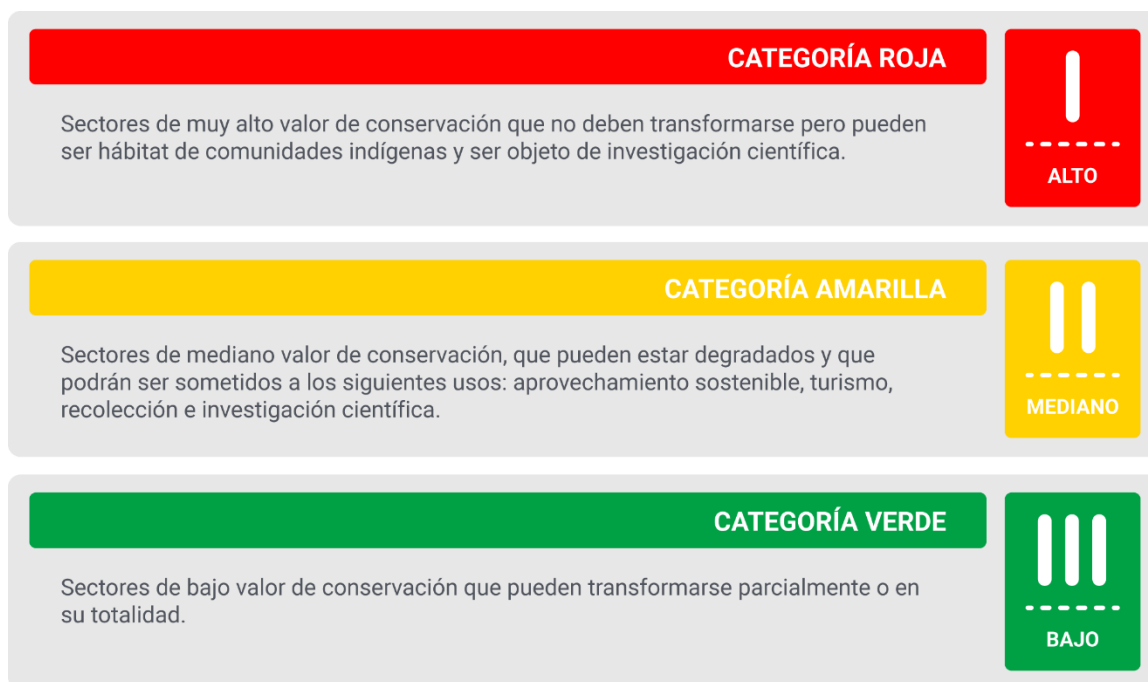 CATEGORÍA ROJA
Sectores de muy alto valor de conservación que no deben transformarse pero pueden
ser hábitat de comunidades indígenas y ser objeto de investigación científica.
I
ALTO
CATEGORÍA AMARILLA
Sectores de mediano valor de conservación, que pueden estar degradados y que
podrán ser sometidos a los siguientes usos: aprovechamiento sostenible, turismo,
recolección e investigación científica.
II
MEDIANO
CATEGORÍA VERDE
Sectores de bajo valor de conservación que pueden transformarse parcialmente o en
su totalidad.
III
BAJO